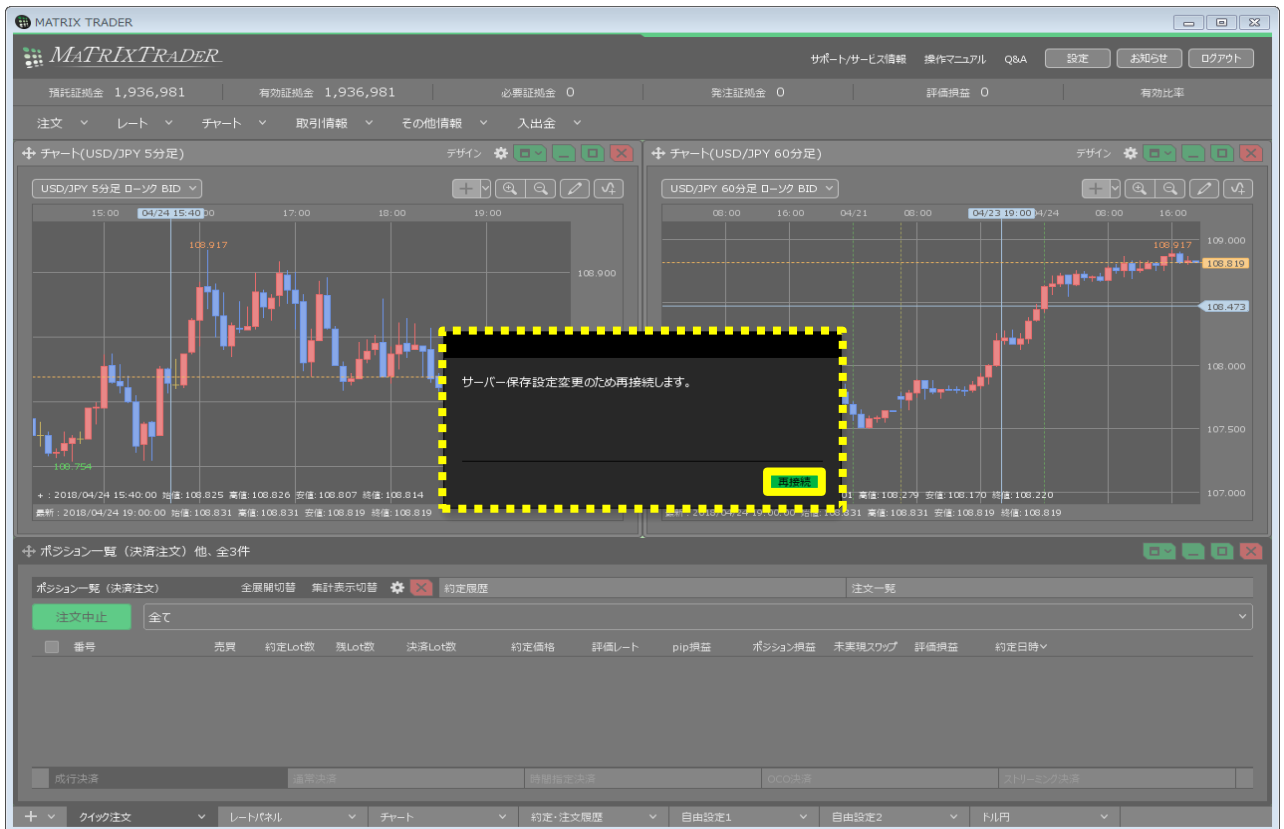 MATRIX TRADER
MATRIXTRADER
サポート/サービス情報 操作マニュアル Q&A 設定 お知らせ ログアウト
預託証拠金 1,936,981 有効証拠金 1,936,981 必要証拠金 0 発注証拠金 0 評価損益 0 有効比率
注文 レート チャート 取引情報 その他情報 入出金
チャート(USD/JPY 5分足) デザイン
チャート(USD/JPY 60分足) デザイン
USD/JPY 5分足 ローソク BID
USD/JPY 60分足 ローソク BID
15:00 04/24 15:40 17:00 18:00 19:00
08:00 16:00 04/21 08:00 04/23 19:00 4/24 08:00 16:00
108.917
108.900
108.754
108.917
109.000
108.819
108.473
108.000
107.500
107.000
サーバー保存設定変更のため再接続します。
再接続
+ : 2018/04/24 15:40:00 始値:108.825 高値:108.826 安値:108.807 終値:108.814
最新 : 2018/04/24 19:00:00 始値:108.831 高値:108.831 安値:108.819 終値:108.819
01 高値:108.279 安値:108.170 終値:108.220
最新 : 2018/04/24 19:00:00 始値:108.831 高値:108.831 安値:108.819 終値:108.819
ポジション一覧（決済注文）他、全3件
ポジション一覧（決済注文） 全展開切替 集計表示切替 約定履歴 注文一覧
注文中止 全て
番号 売買 約定Lot数 残Lot数 決済Lot数 約定価格 評価レート pip損益 ポジション損益 未実現スワップ 評価損益 約定日時
成行決済 通常決済 時間指定決済 OCO決済 ストリーミング決済
クイック注文 レートパネル チャート 約定・注文履歴 自由設定1 自由設定2 ドル円